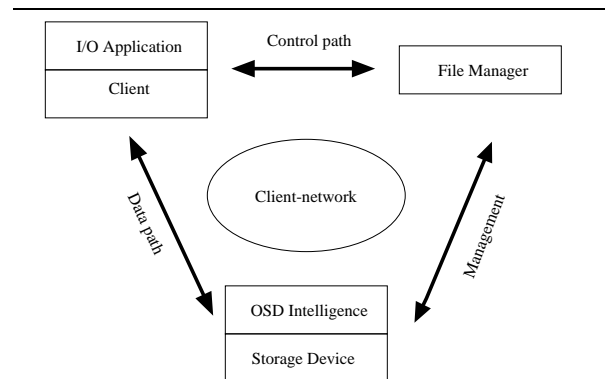 I/O Application
Client
Control path
File Manager
Client-network
Data path
Management
OSD Intelligence
Storage Device